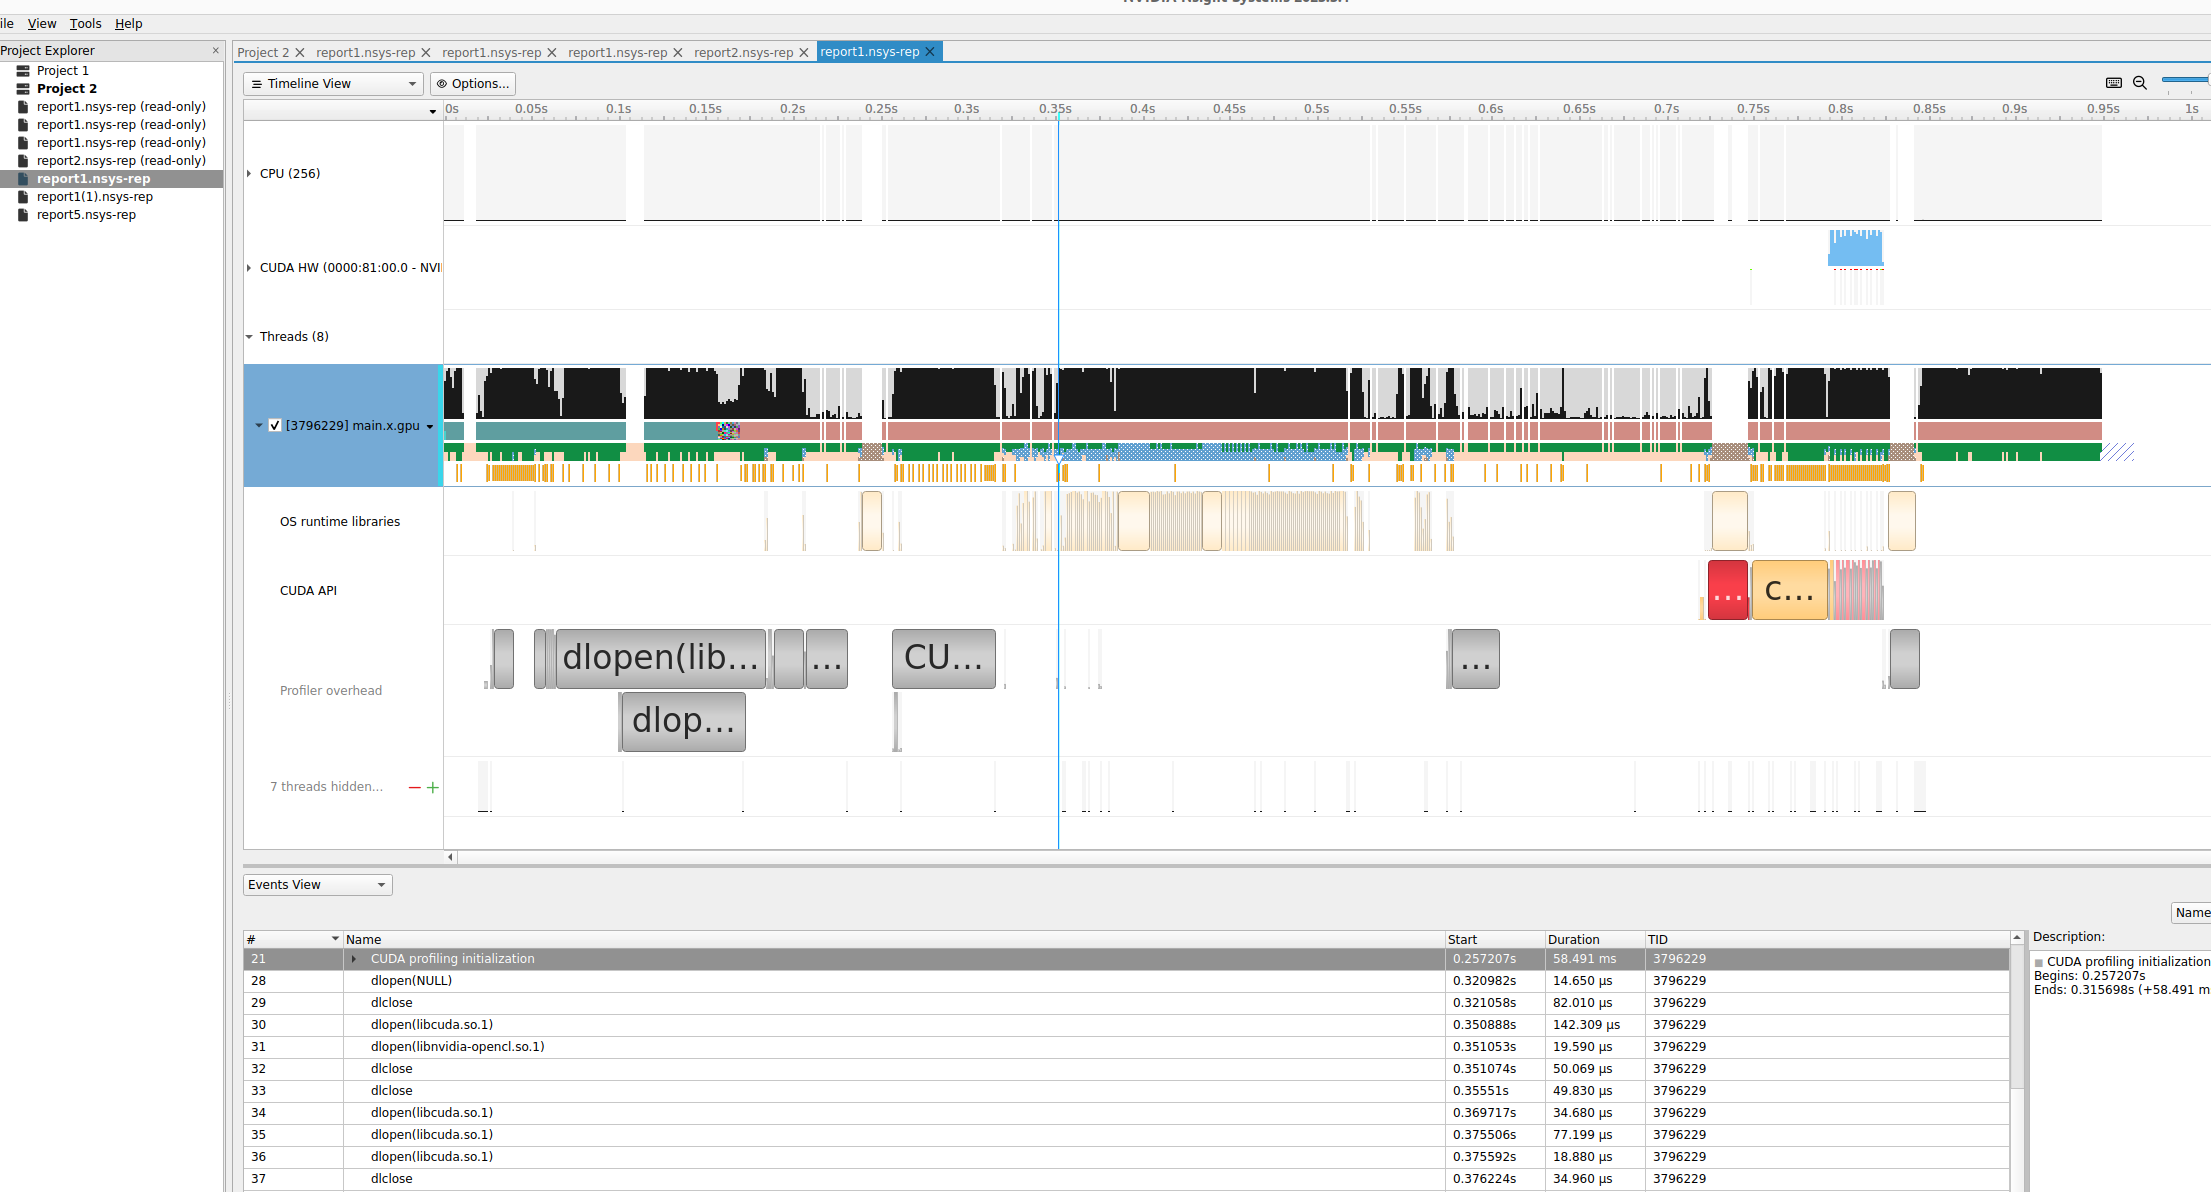 ile View Tools Help
Project Explorer
Project 1
Project 2
report1.nsys-rep (read-only)
report1.nsys-rep (read-only)
report1.nsys-rep (read-only)
report2.nsys-rep (read-only)
report1.nsys-rep
report1(1).nsys-rep
report5.nsys-rep
Project 2 report1.nsys-rep report1.nsys-rep report1.nsys-rep report2.nsys-rep report1.nsys-rep
Timeline View Options...
0s 0.05s 0.1s 0.15s 0.2s 0.25s 0.3s 0.35s 0.4s 0.45s 0.5s 0.55s 0.6s 0.65s 0.7s 0.75s 0.8s 0.85s 0.9s 0.95s 1s
CPU (256)
CUDA HW (0000:81:00.0 - NVI
Threads (8)
[3796229] main.x.gpu
OS runtime libraries
CUDA API
... c...
Profiler overhead
dlopen(lib... ... CU... ...
dlop...
7 threads hidden... − +
Events View
Name
# Name Start Duration TID
21 CUDA profiling initialization 0.257207s 58.491 ms 3796229
28 dlopen(NULL) 0.320982s 14.650 μs 3796229
29 dlclose 0.321058s 82.010 μs 3796229
30 dlopen(libcuda.so.1) 0.350888s 142.309 μs 3796229
31 dlopen(libnvidia-opencl.so.1) 0.351053s 19.590 μs 3796229
32 dlclose 0.351074s 50.069 μs 3796229
33 dlclose 0.35551s 49.830 μs 3796229
34 dlopen(libcuda.so.1) 0.369717s 34.680 μs 3796229
35 dlopen(libcuda.so.1) 0.375506s 77.199 μs 3796229
36 dlopen(libcuda.so.1) 0.375592s 18.880 μs 3796229
37 dlclose 0.376224s 34.960 μs 3796229
Description:
CUDA profiling initialization
Begins: 0.257207s
Ends: 0.315698s (+58.491 m